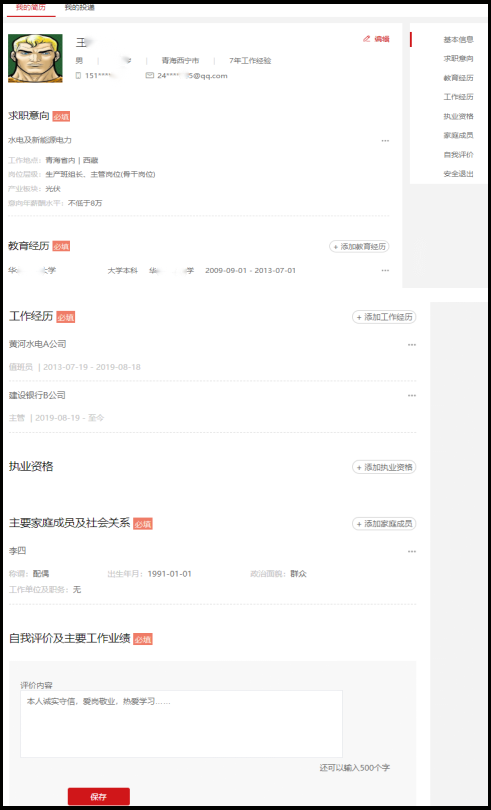 我的简历 我的投递
王
编辑
男 青海西宁市 7年工作经验
151**** 24**** 5@qq.com
基本信息
求职意向
教育经历
工作经历
执业资格
家庭成员
自我评价
安全退出
求职意向 必填
水电及新能源电力 ···
工作地点：青海省内 | 西徽
岗位层级：生产班组长、主管岗位(骨干岗位)
产业板块：光伏
意向年薪酬水平：不低于8万
教育经历 必填 + 添加教育经历
华 大学 大学本科 华 学 2009-09-01 - 2013-07-01 ···
工作经历 必填 + 添加工作经历
黄河水电A公司 ···
值班员 | 2013-07-19 - 2019-08-18
建设银行B公司 ···
主管 | 2019-08-19 - 至今
执业资格 + 添加执业资格
主要家庭成员及社会关系 必填 + 添加家庭成员
李四 ···
称谓：配偶 出生年月：1991-01-01 政治面貌：群众
工作单位及职务：无
自我评价及主要工作业绩 必填
评价内容
本人诚实守信，爱岗敬业，热爱学习……
还可以输入500个字
保存